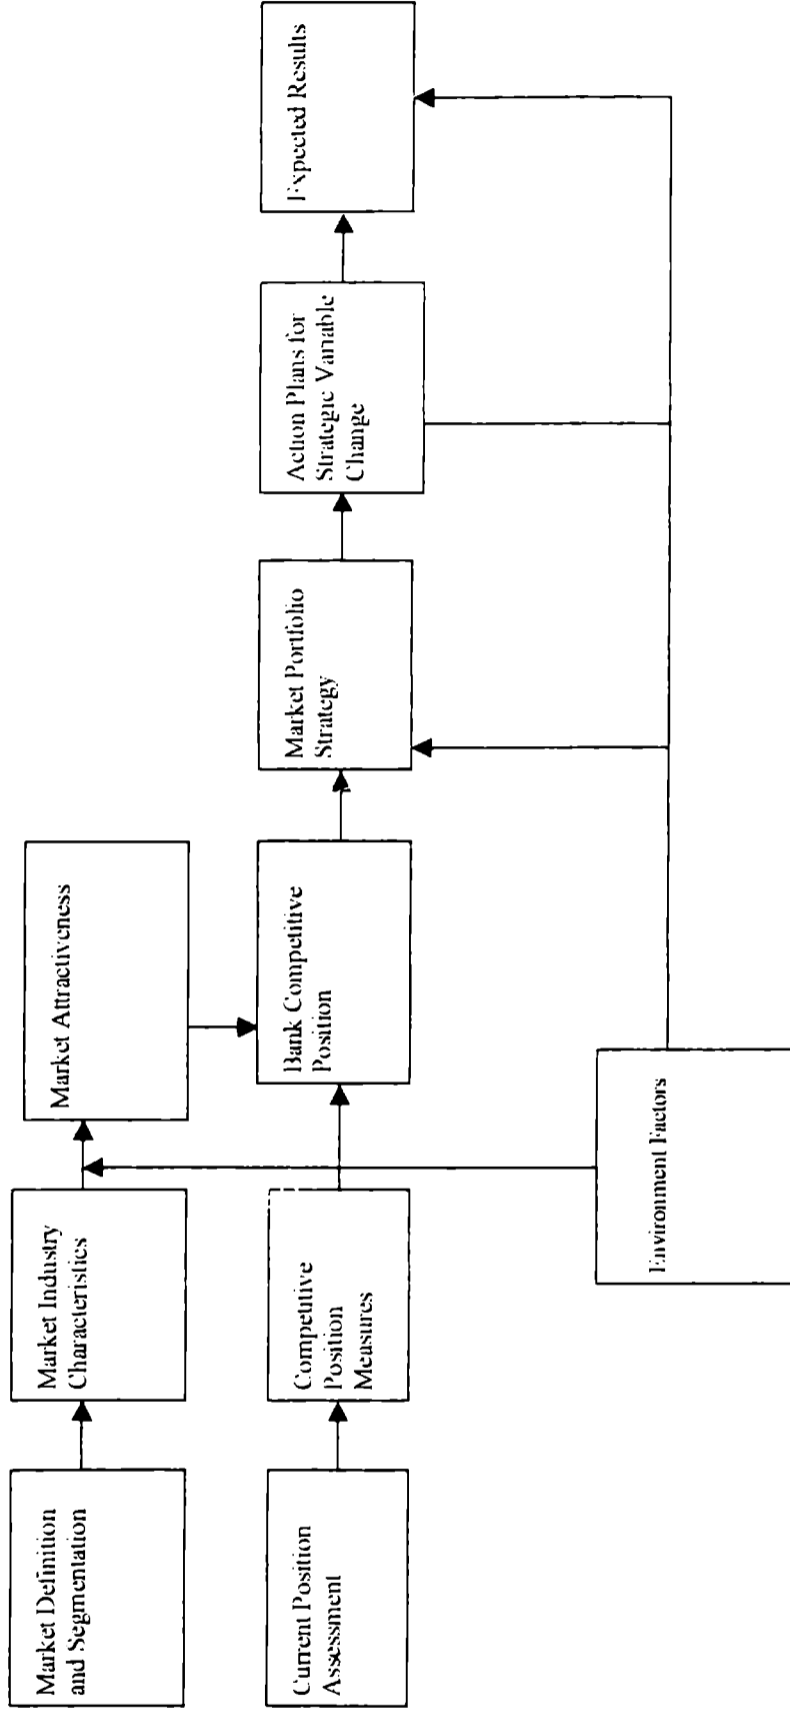 Market Definition
and Segmentation
Market Industry
Characteristics
Market Attractiveness
Current Position
Assessment
Competitive
Position
Measures
Bank Competitive
Position
Market Portfolio
Strategy
Action Plans for
Strategic Variable
Change
Expected Results
Environment Factors